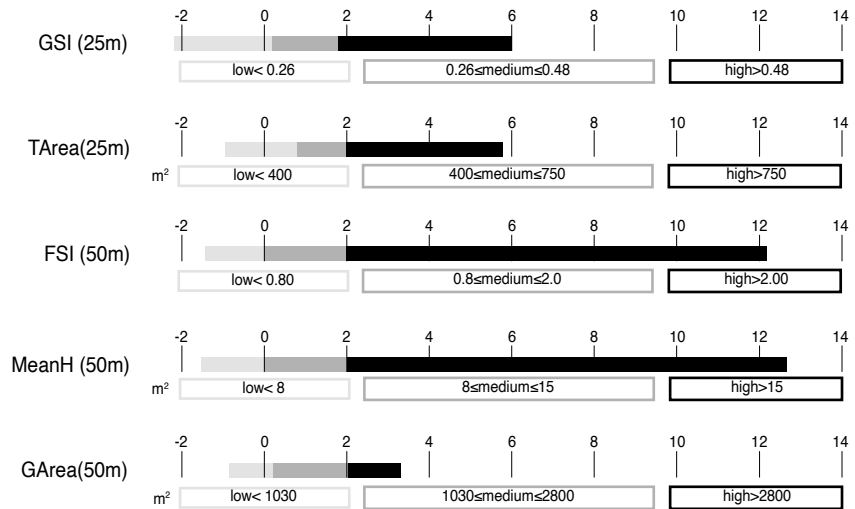 -2 0 2 4 6 8 10 12 14
GSI (25m)
low< 0.26 0.26≤medium≤0.48 high>0.48
-2 0 2 4 6 8 10 12 14
TArea(25m)
m² low< 400 400≤medium≤750 high>750
-2 0 2 4 6 8 10 12 14
FSI (50m)
low< 0.80 0.8≤medium≤2.0 high>2.00
-2 0 2 4 6 8 10 12 14
MeanH (50m)
m² low< 8 8≤medium≤15 high>15
-2 0 2 4 6 8 10 12 14
GArea(50m)
m² low< 1030 1030≤medium≤2800 high>2800